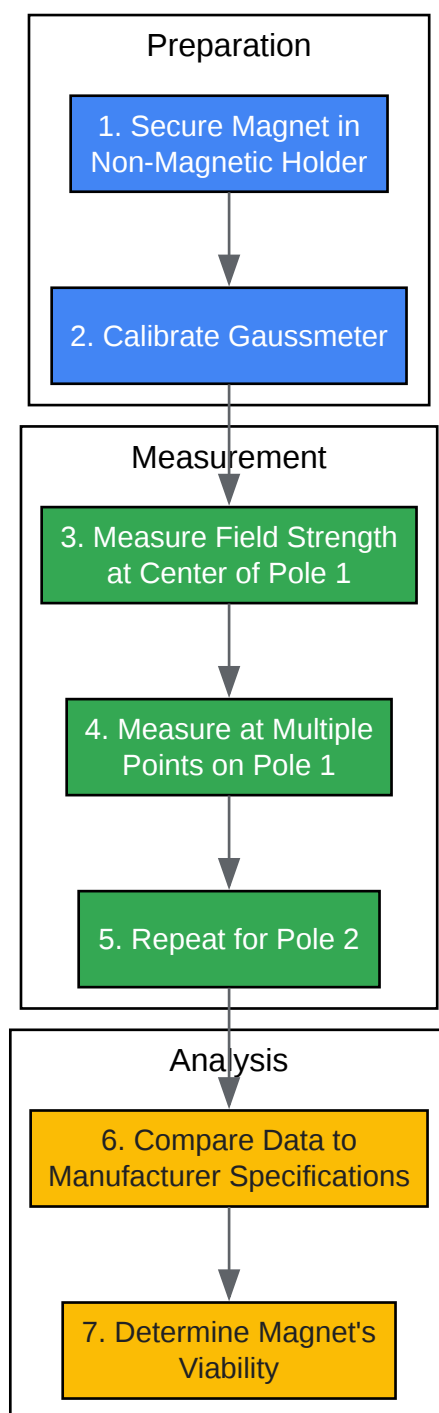 Preparation
1. Secure Magnet in
Non-Magnetic Holder
2. Calibrate Gaussmeter
Measurement
3. Measure Field Strength
at Center of Pole 1
4. Measure at Multiple
Points on Pole 1
5. Repeat for Pole 2
Analysis
6. Compare Data to
Manufacturer Specifications
7. Determine Magnet's
Viability